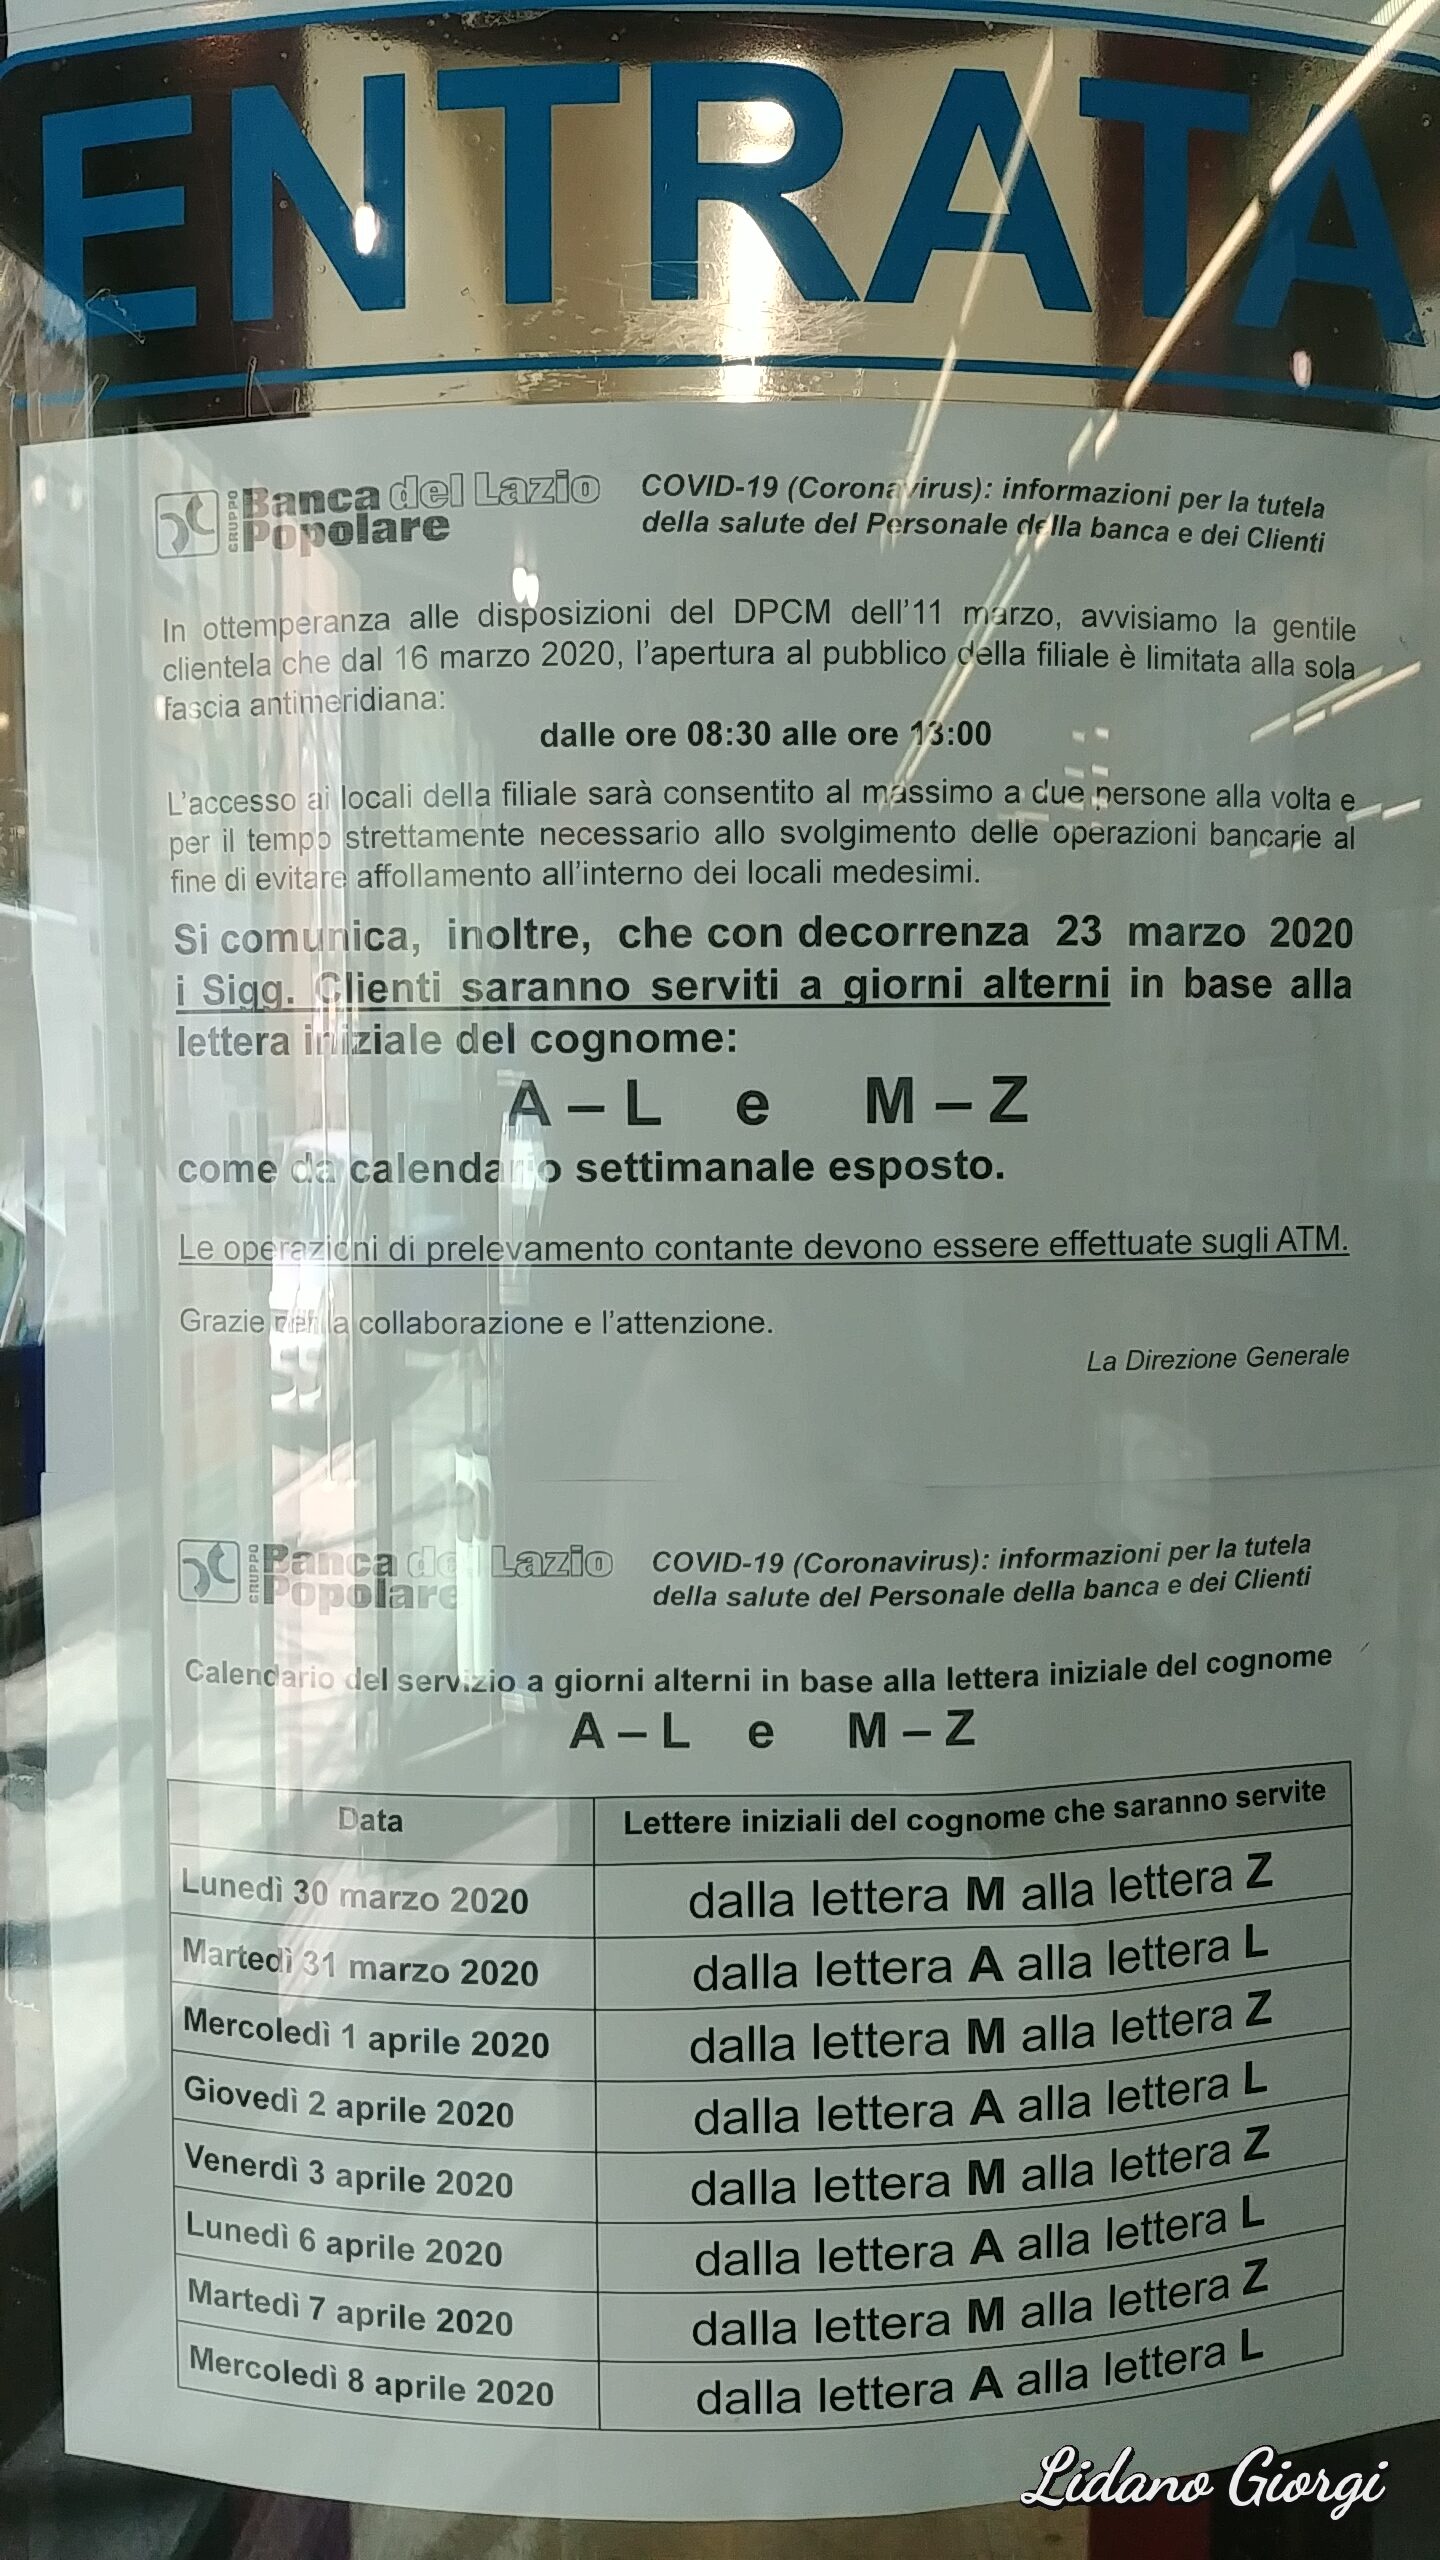 ENTRATA
GRUPPO Banca del Lazio
Popolare
COVID-19 (Coronavirus): informazioni per la tutela
della salute del Personale della banca e dei Clienti
In ottemperanza alle disposizioni del DPCM dell'11 marzo, avvisiamo la gentile
clientela che dal 16 marzo 2020, l'apertura al pubblico della filiale è limitata alla sola
fascia antimeridiana:
dalle ore 08:30 alle ore 13:00
L'accesso ai locali della filiale sarà consentito al massimo a due persone alla volta e
per il tempo strettamente necessario allo svolgimento delle operazioni bancarie al
fine di evitare affollamento all'interno dei locali medesimi.
Si comunica, inoltre, che con decorrenza 23 marzo 2020
i Sigg. Clienti saranno serviti a giorni alterni in base alla
lettera iniziale del cognome:
A – L e M – Z
come da calendario settimanale esposto.
Le operazioni di prelevamento contante devono essere effettuate sugli ATM.
Grazie per la collaborazione e l'attenzione.
La Direzione Generale
GRUPPO Banca del Lazio
Popolare
COVID-19 (Coronavirus): informazioni per la tutela
della salute del Personale della banca e dei Clienti
Calendario del servizio a giorni alterni in base alla lettera iniziale del cognome
A – L e M – Z
Data Lettere iniziali del cognome che saranno servite
Lunedì 30 marzo 2020 dalla lettera M alla lettera Z
Martedì 31 marzo 2020 dalla lettera A alla lettera L
Mercoledì 1 aprile 2020 dalla lettera M alla lettera Z
Giovedì 2 aprile 2020 dalla lettera A alla lettera L
Venerdì 3 aprile 2020 dalla lettera M alla lettera Z
Lunedì 6 aprile 2020 dalla lettera A alla lettera L
Martedì 7 aprile 2020 dalla lettera M alla lettera Z
Mercoledì 8 aprile 2020 dalla lettera A alla lettera L
Lidano Giorgi